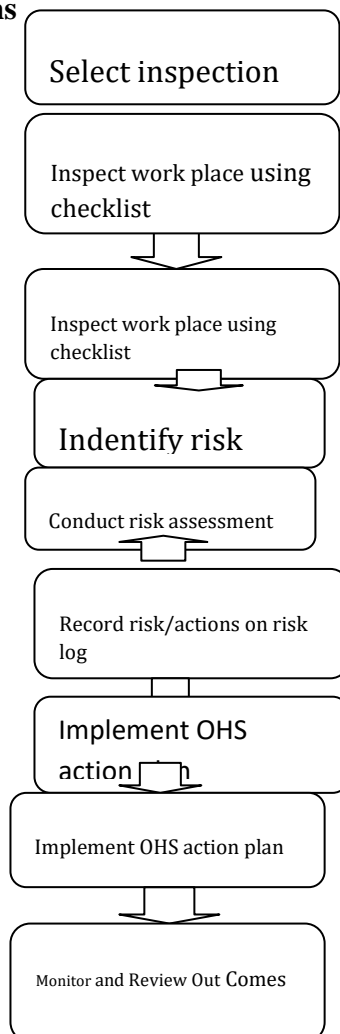 ns
Select inspection
Inspect work place using
checklist
Inspect work place using
checklist
Indentify risk
Conduct risk assessment
Record risk/actions on risk
log
Implement OHS
action
Implement OHS action plan
Monitor and Review Out Comes